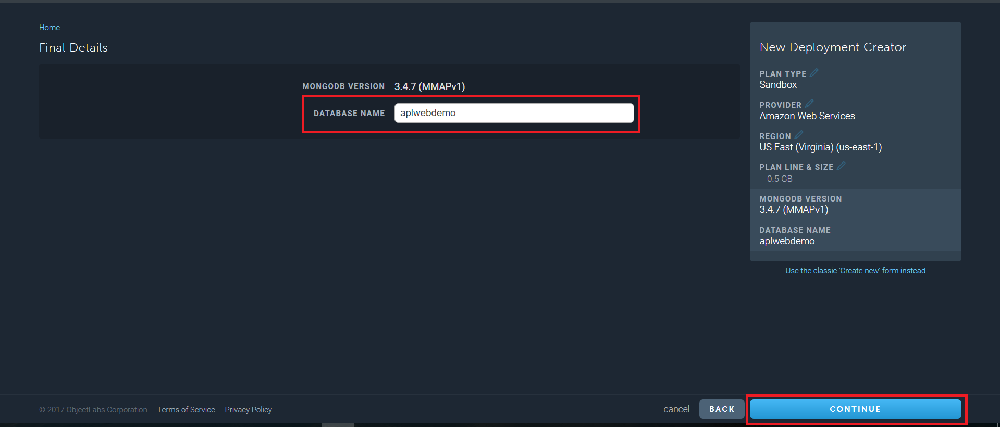 Home
Final Details
MONGODB VERSION 3.4.7 (MMAPv1)
DATABASE NAME aplwebdemo
New Deployment Creator
PLAN TYPE
Sandbox
PROVIDER
Amazon Web Services
REGION
US East (Virginia) (us-east-1)
PLAN LINE & SIZE
- 0.5 GB
MONGODB VERSION
3.4.7 (MMAPv1)
DATABASE NAME
aplwebdemo
Use the classic 'Create new' form instead
© 2017 ObjectLabs Corporation Terms of Service Privacy Policy cancel BACK CONTINUE